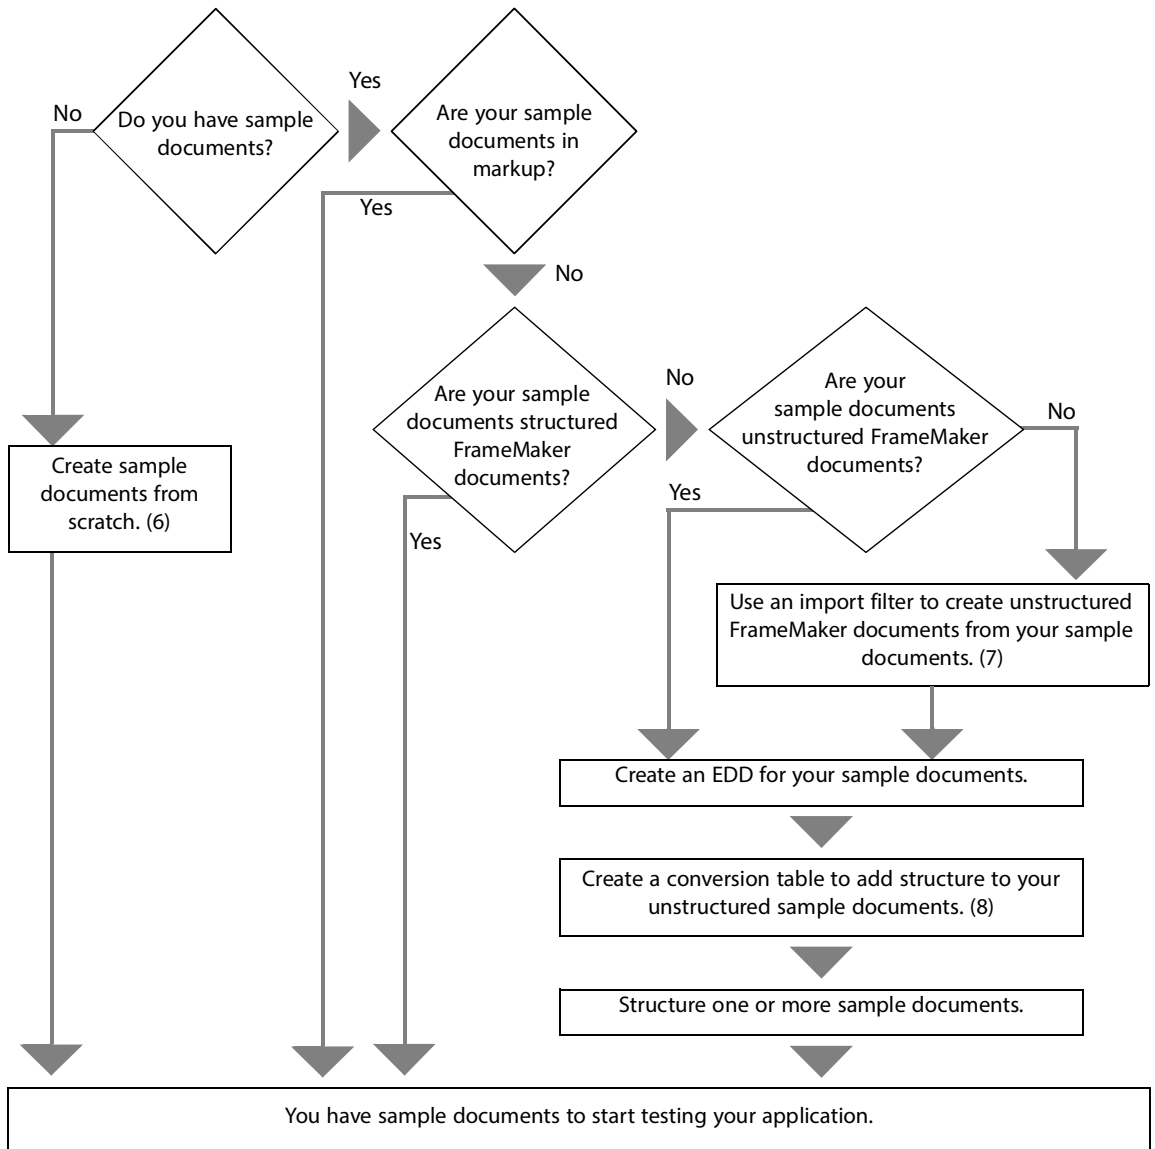 Do you have sample
documents?
No
Yes
Are your sample
documents in
markup?
Yes
No
Are your sample
documents structured
FrameMaker
documents?
Yes
No
Are your
sample documents
unstructured FrameMaker
documents?
Yes
No
Create sample
documents from
scratch. (6)
Use an import filter to create unstructured
FrameMaker documents from your sample
documents. (7)
Create an EDD for your sample documents.
Create a conversion table to add structure to your
unstructured sample documents. (8)
Structure one or more sample documents.
You have sample documents to start testing your application.